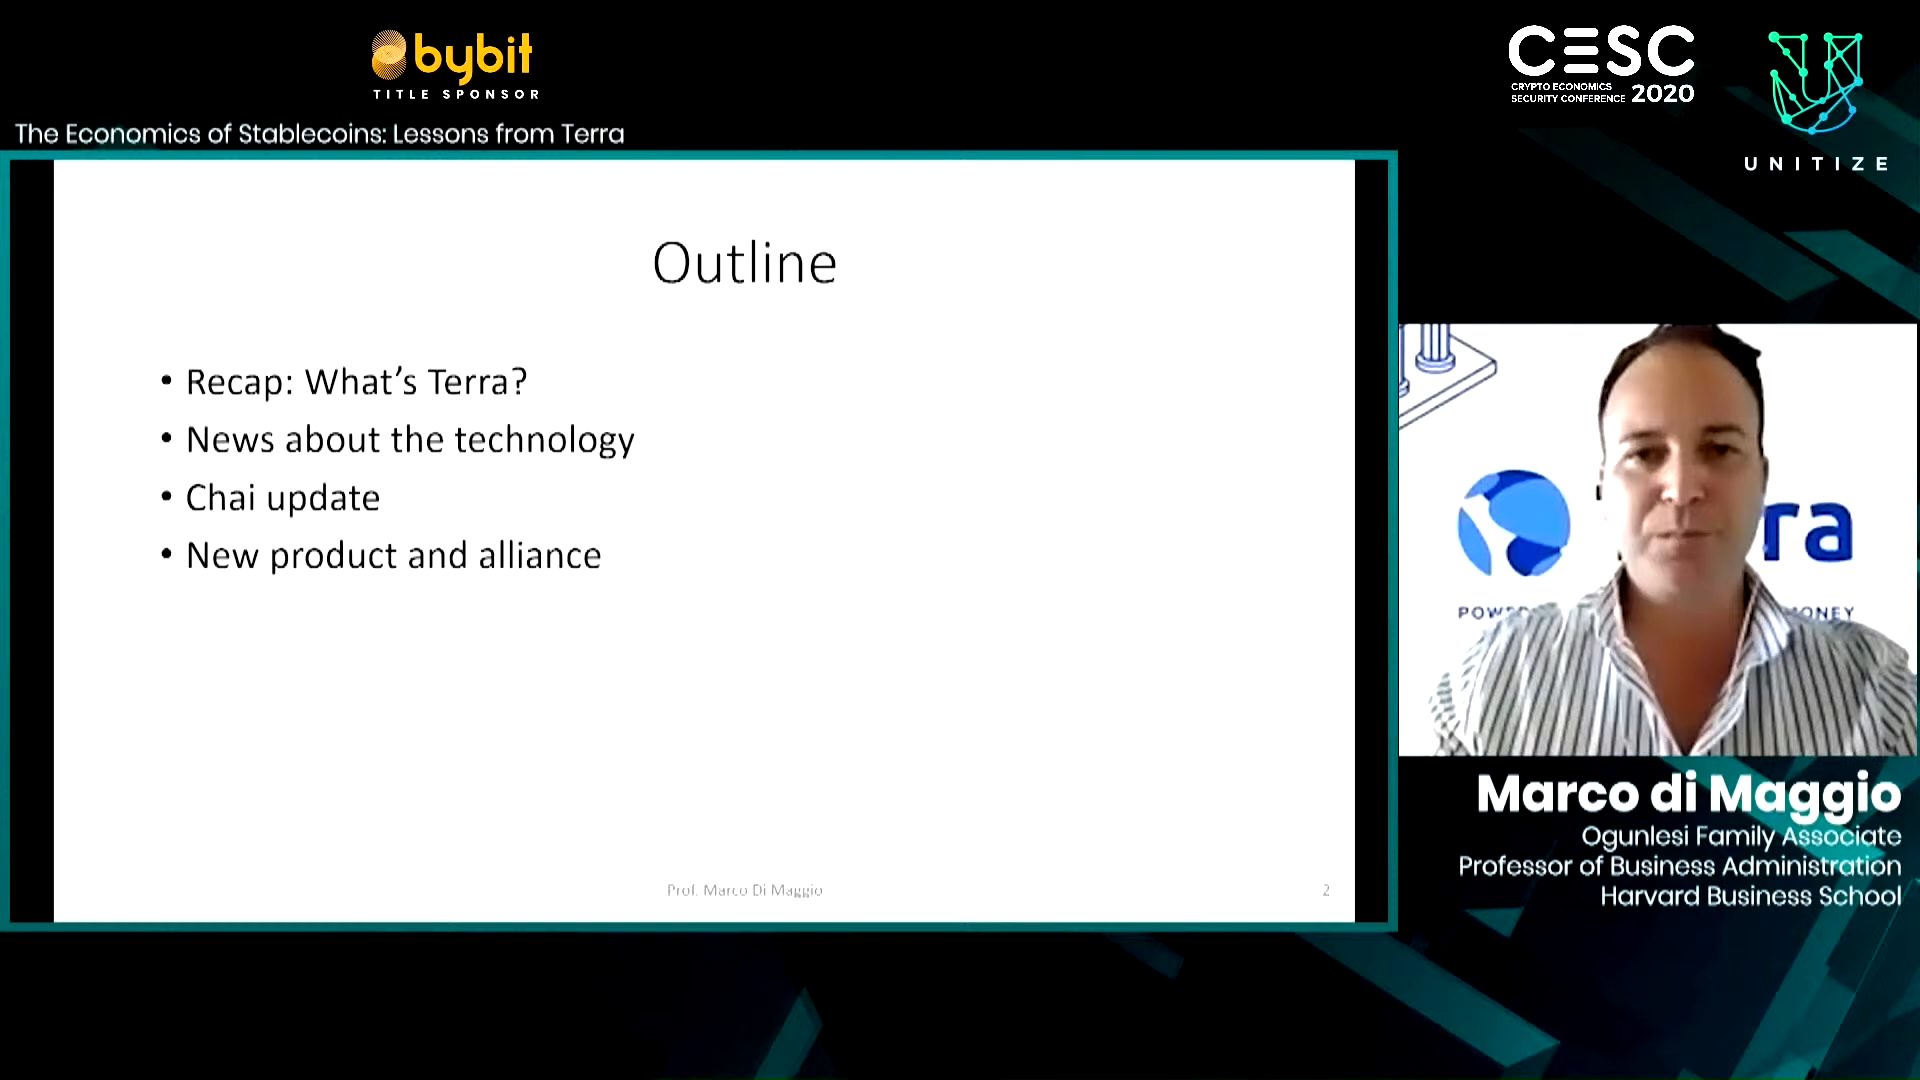 bybit
TITLE SPONSOR
CESC
CRYPTO ECONOMICS
SECURITY CONFERENCE 2020
UNITIZE
The Economics of Stablecoins: Lessons from Terra
Outline
• Recap: What's Terra?
• News about the technology
• Chai update
• New product and alliance
Prof. Marco Di Maggio
2
ra
POWE
MONEY
Marco di Maggio
Ogunlesi Family Associate
Professor of Business Administration
Harvard Business School